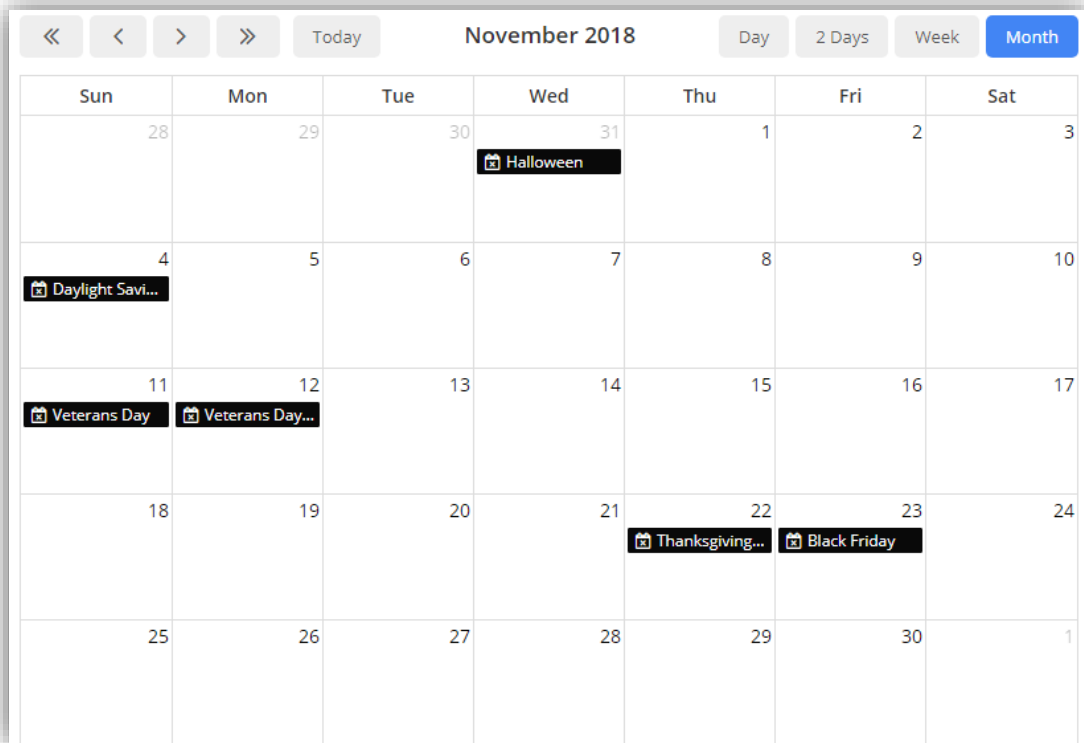 Today November 2018 Day 2 Days Week Month
Sun Mon Tue Wed Thu Fri Sat
28 29 30 31 1 2 3
Halloween
4 5 6 7 8 9 10
Daylight Savi...
11 12 13 14 15 16 17
Veterans Day Veterans Day...
18 19 20 21 22 23 24
Thanksgiving... Black Friday
25 26 27 28 29 30 1